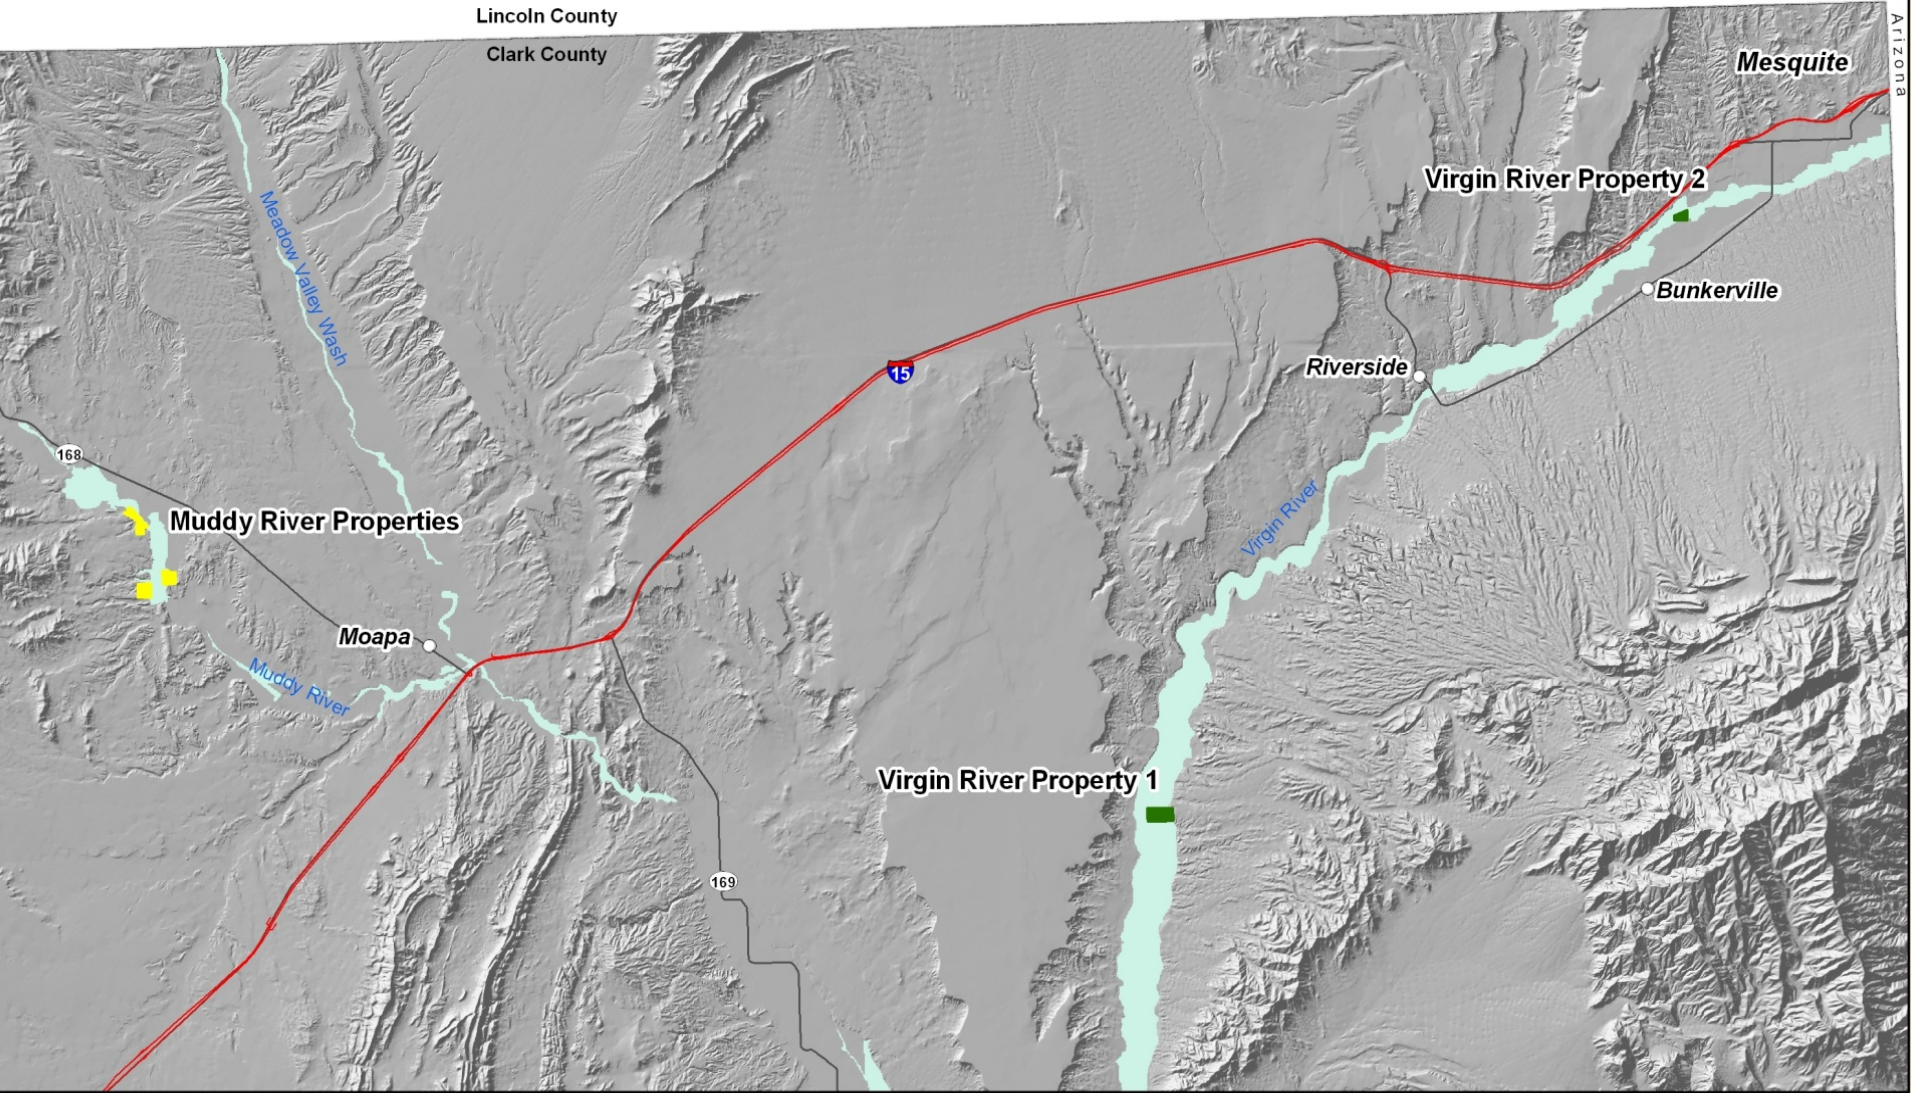 Lincoln County
Clark County
Arizona
Mesquite
Virgin River Property 2
Meadow Valley Wash
Bunkerville
Riverside
15
168
Muddy River Properties
Virgin River
Moapa
Muddy River
Virgin River Property 1
169